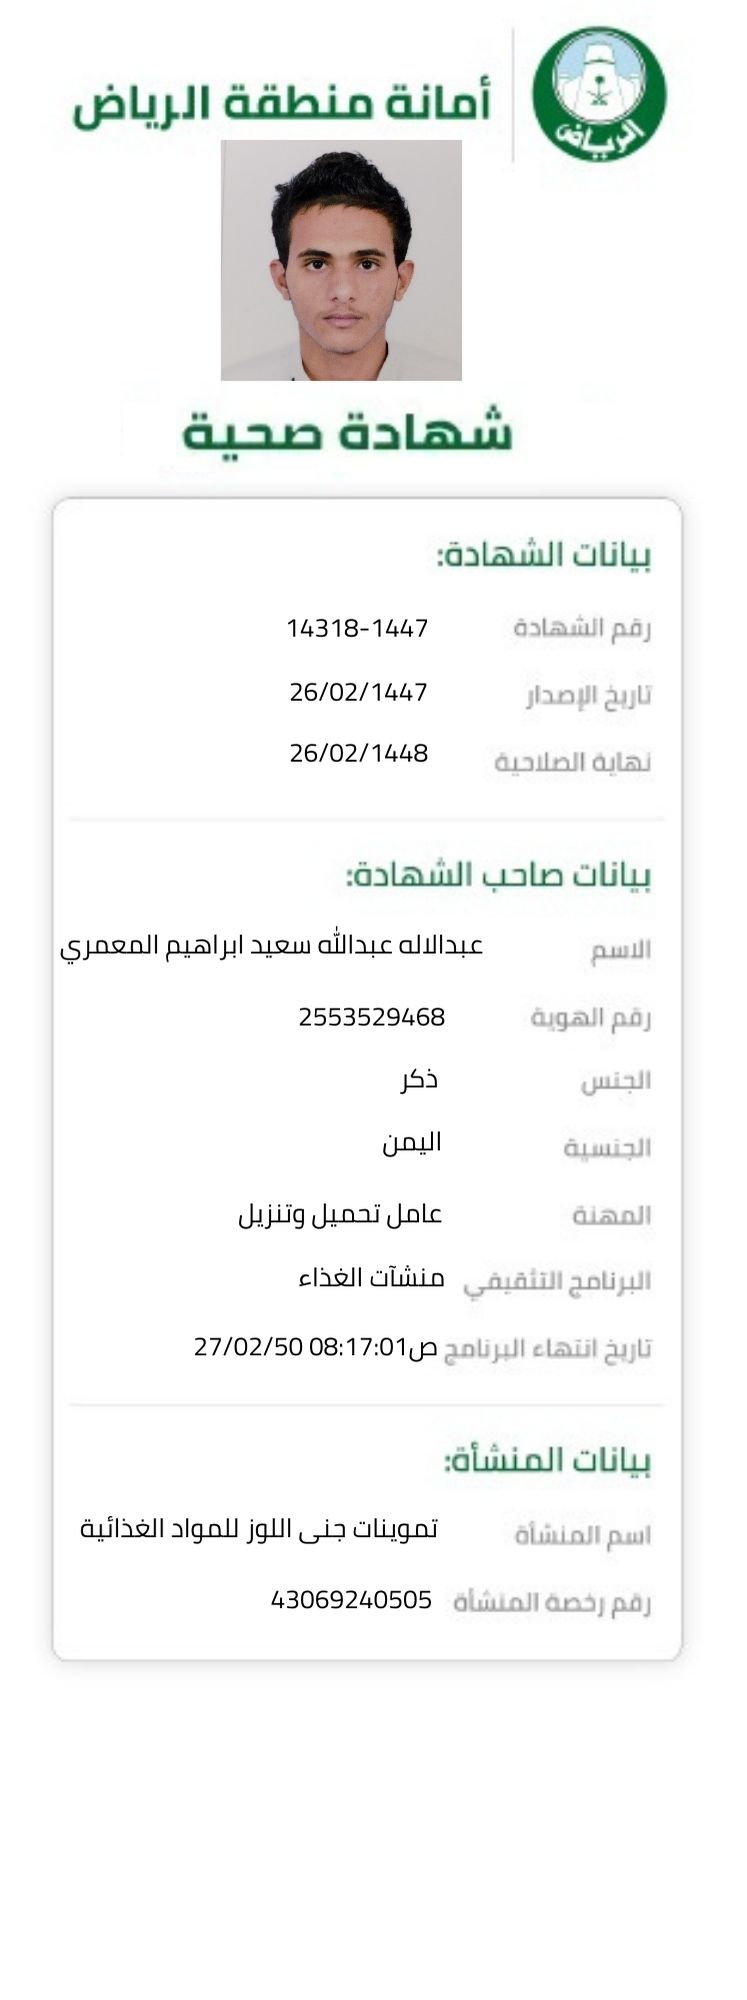 أمانة منطقة الرياض
الرياض
شهادة صحية
بيانات الشهادة:
رقم الشهادة 14318-1447
تاريخ الإصدار 26/02/1447
نهاية الصلاحية 26/02/1448
بيانات صاحب الشهادة:
الاسم عبدالاله عبدالله سعيد ابراهيم المعمري
رقم الهوية 2553529468
الجنس ذكر
الجنسية اليمن
المهنة عامل تحميل وتنزيل
البرنامج التثقيفي منشآت الغذاء
تاريخ انتهاء البرنامج ص08:17:01 27/02/50
بيانات المنشأة:
اسم المنشأة تموينات جنى اللوز للمواد الغذائية
رقم رخصة المنشأة 43069240505